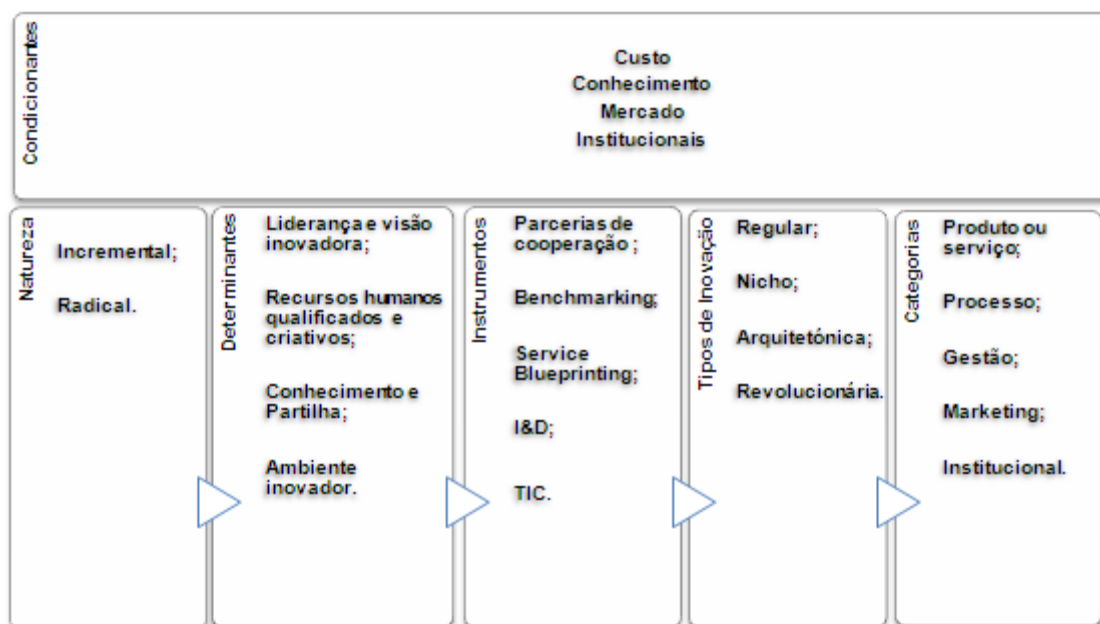 Condicionantes
Custo
Conhecimento
Mercado
Institucionais
Natureza
Incremental;
Radical.
Determinantes
Liderança e visão
inovadora;
Recursos humanos
qualificados e
criativos;
Conhecimento e
Partilha;
Ambiente
inovador.
Instrumentos
Parcerias de
cooperação ;
Benchmarking;
Service
Blueprinting;
I&D;
TIC.
Tipos de Inovação
Regular;
Nicho;
Arquitetónica;
Revolucionária.
Categorias
Produto ou
serviço;
Processo;
Gestão;
Marketing;
Institucional.